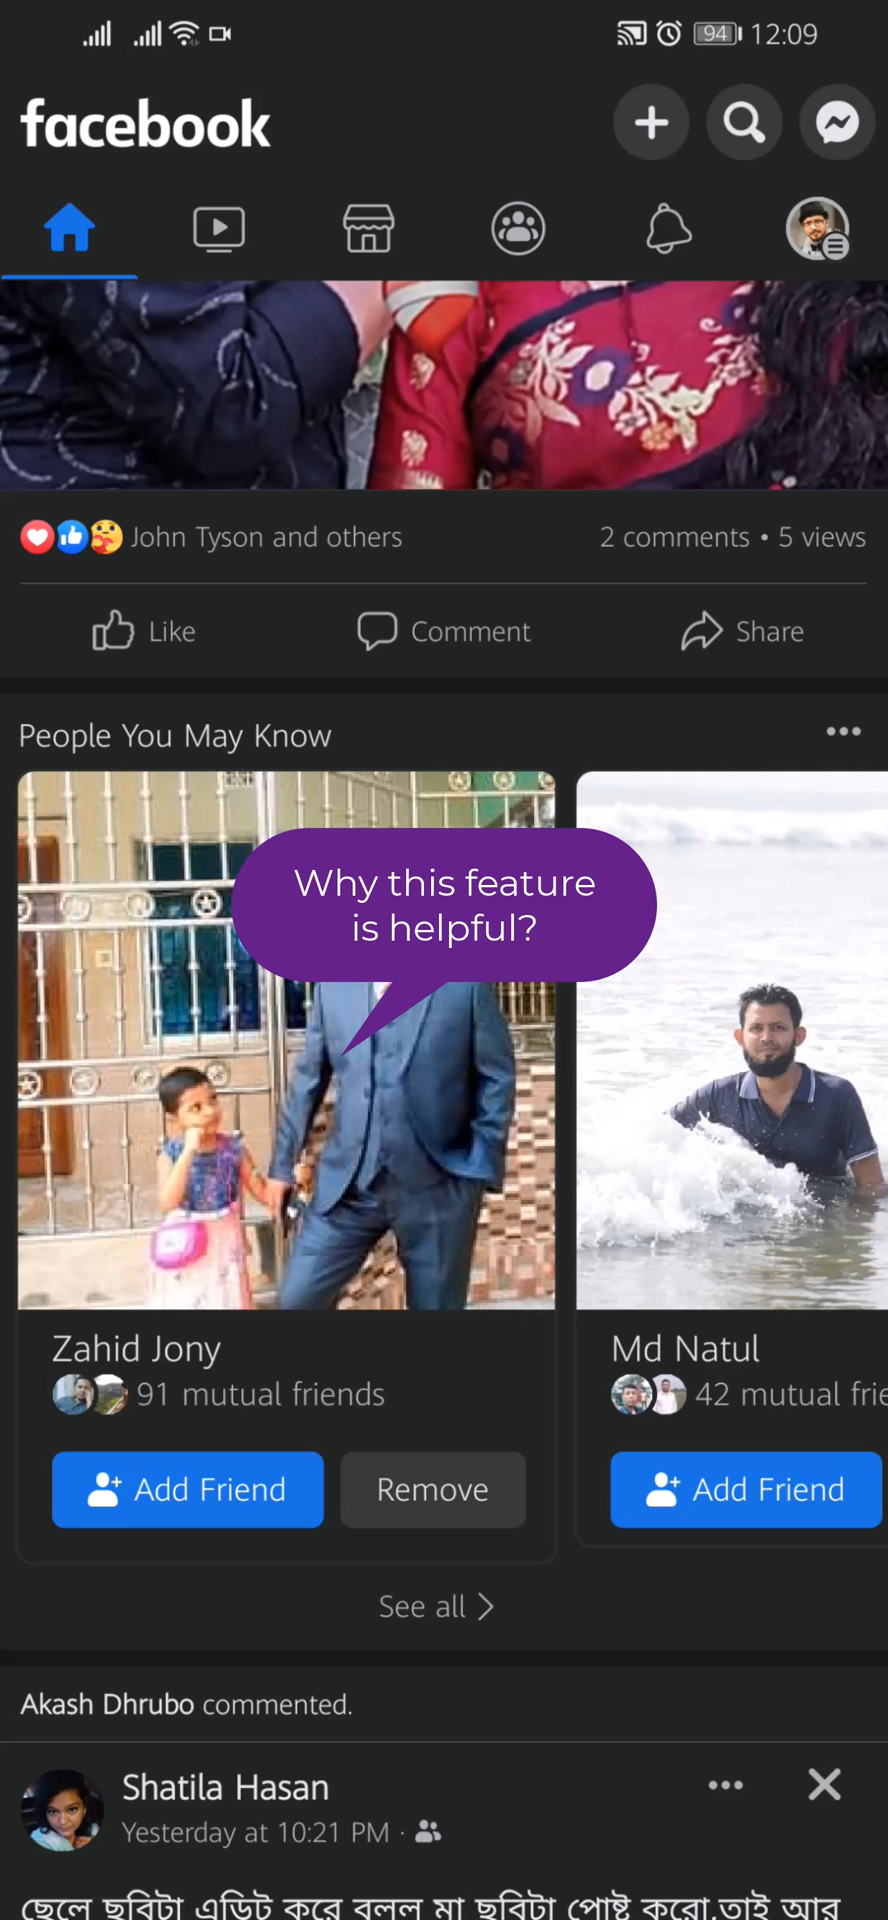 94 12:09
facebook
John Tyson and others 2 comments • 5 views
Like Comment Share
People You May Know
Why this feature
is helpful?
Zahid Jony
91 mutual friends
Add Friend Remove
Md Natul
42 mutual frie
Add Friend
See all
Akash Dhrubo commented.
Shatila Hasan
Yesterday at 10:21 PM ·
ছেলে ছবিটা এডিট করে বলল মা ছবিটা পোষ্ট করো,তাই আর